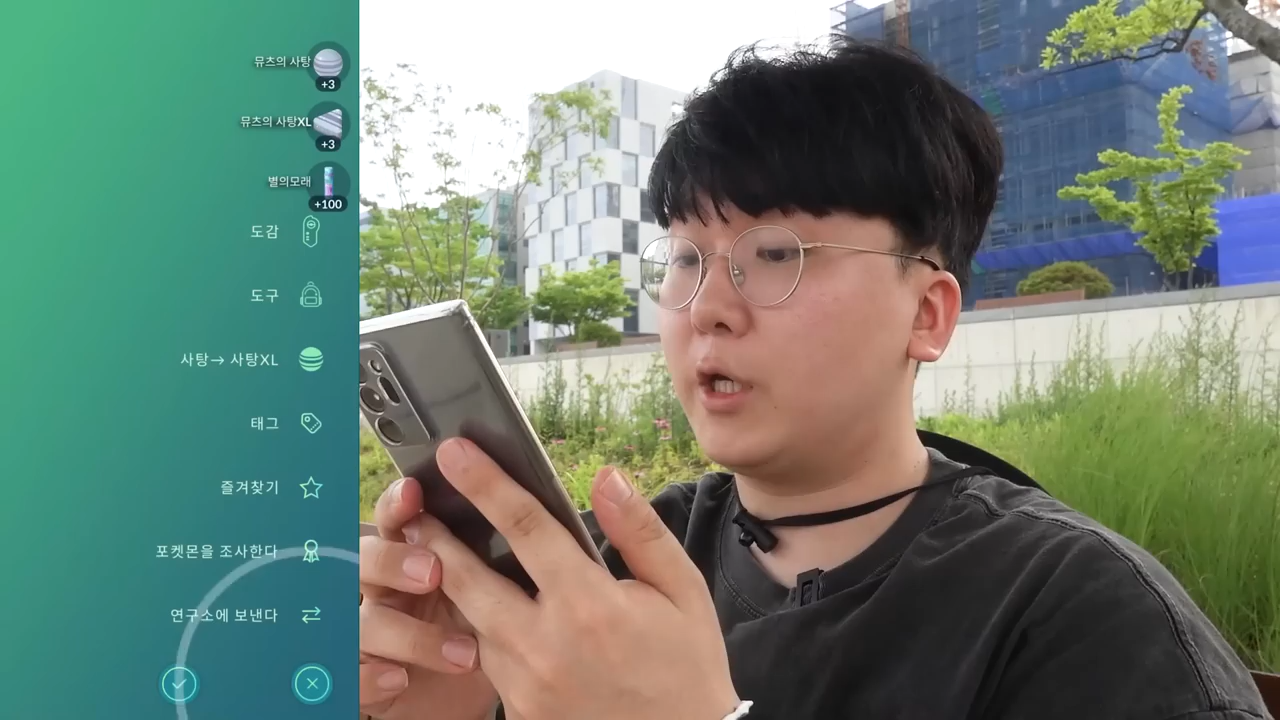 뮤츠의 사탕
+3
뮤츠의 사탕XL
+3
별의모래
+100
도감
도구
사탕→ 사탕XL
태그
즐겨찾기
포켓몬을 조사한다
연구소에 보낸다